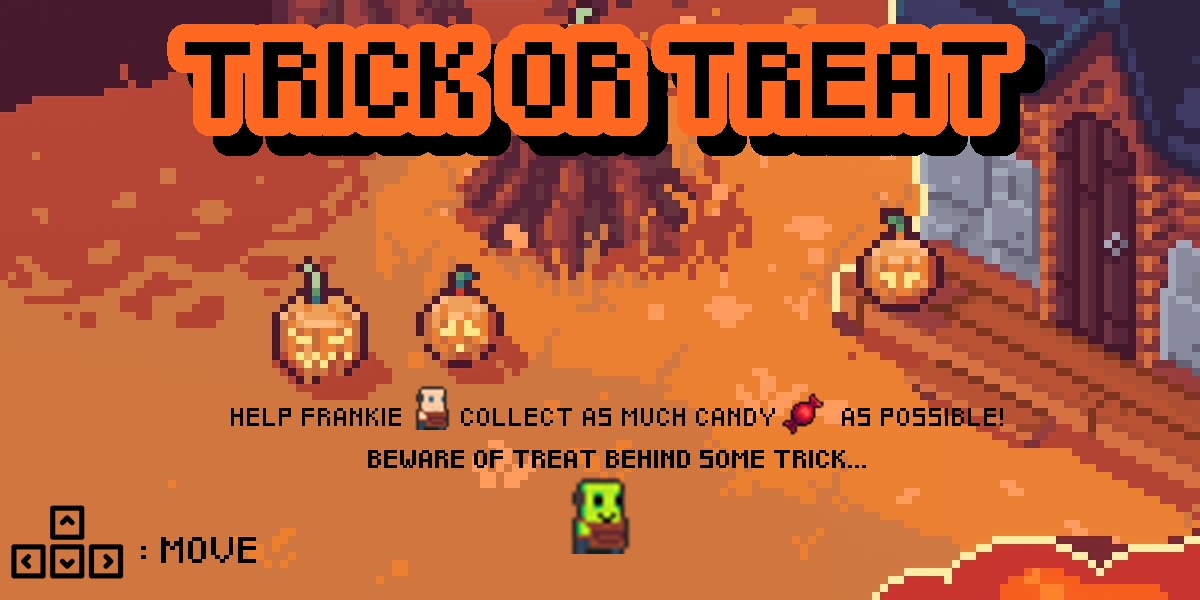 TRICK OR TREAT
HELP FRANKIE COLLECT AS MUCH CANDY AS POSSIBLE!
BEWARE OF TREAT BEHIND SOME TRICK...
: MOVE